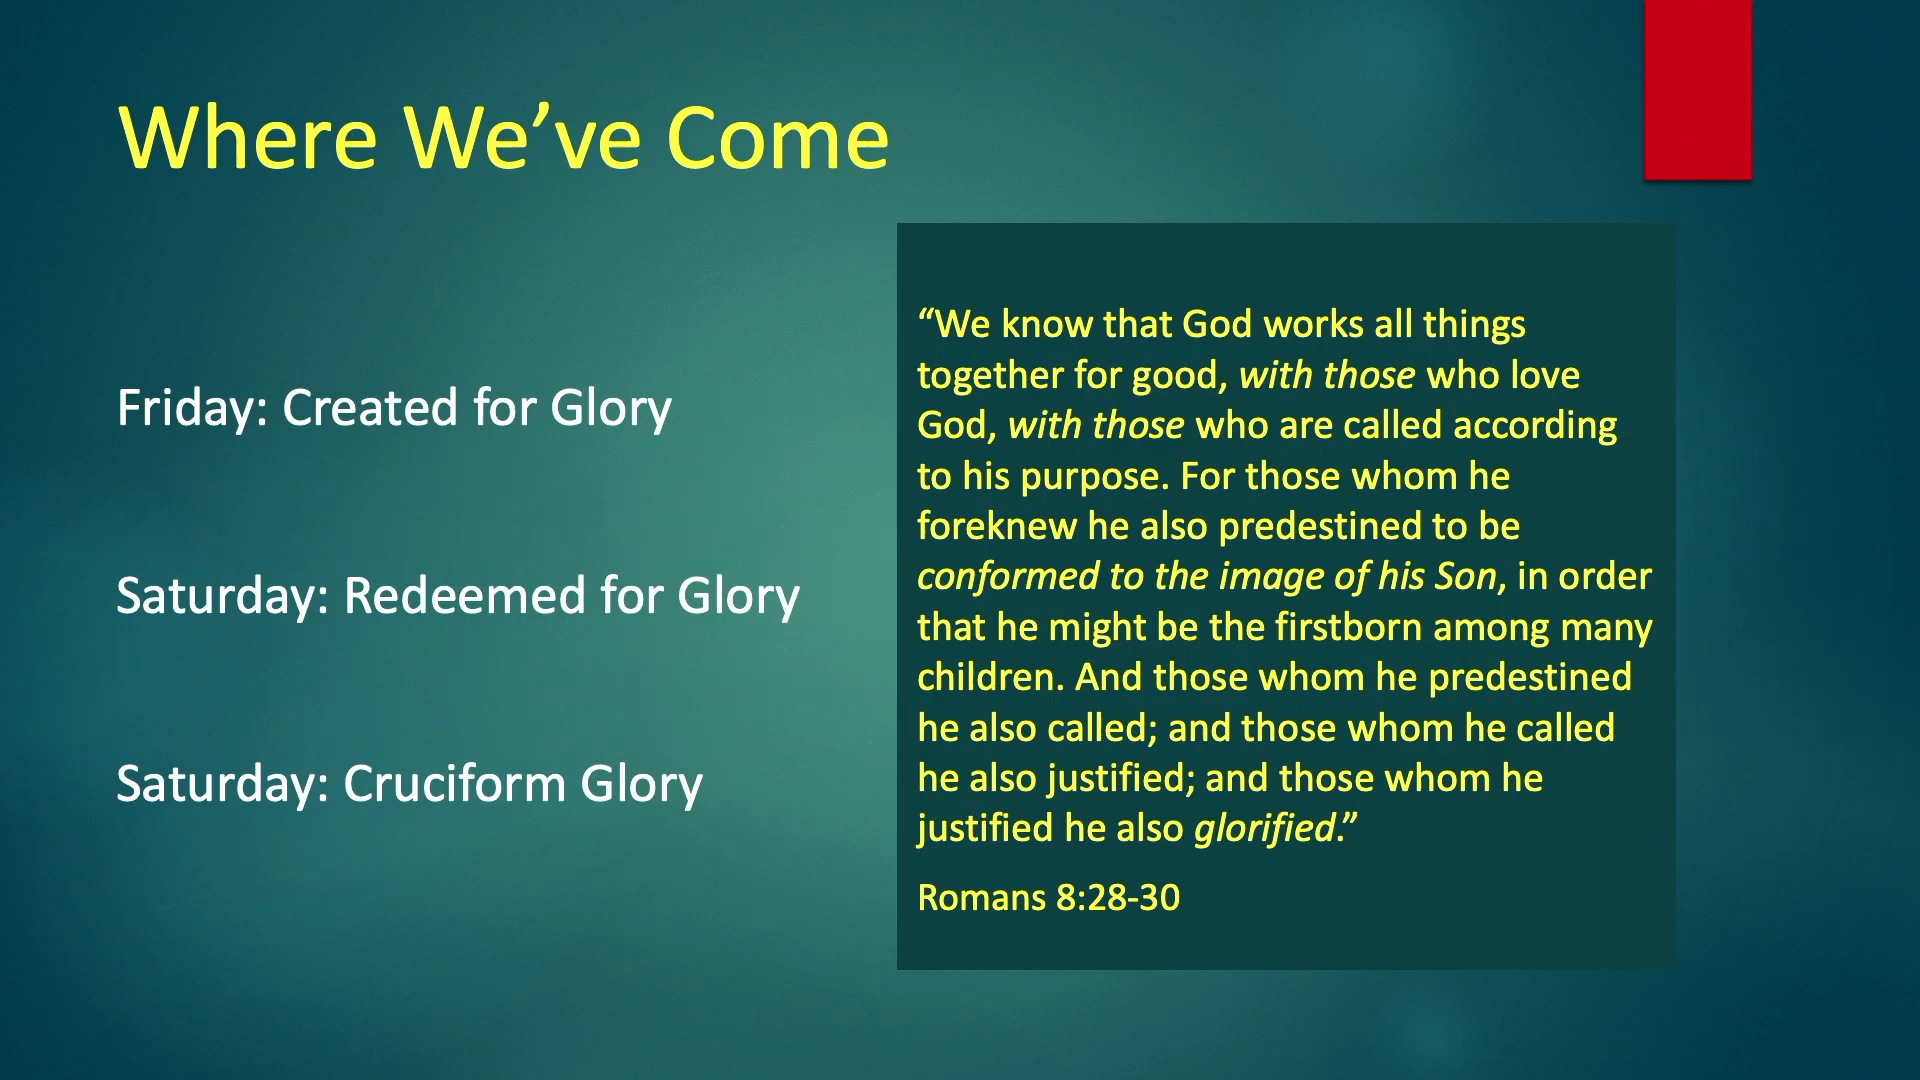 Where We’ve Come
Friday: Created for Glory
Saturday: Redeemed for Glory
Saturday: Cruciform Glory
“We know that God works all things
together for good, with those who love
God, with those who are called according
to his purpose. For those whom he
foreknew he also predestined to be
conformed to the image of his Son, in order
that he might be the firstborn among many
children. And those whom he predestined
he also called; and those whom he called
he also justified; and those whom he
justified he also glorified.”
Romans 8:28-30